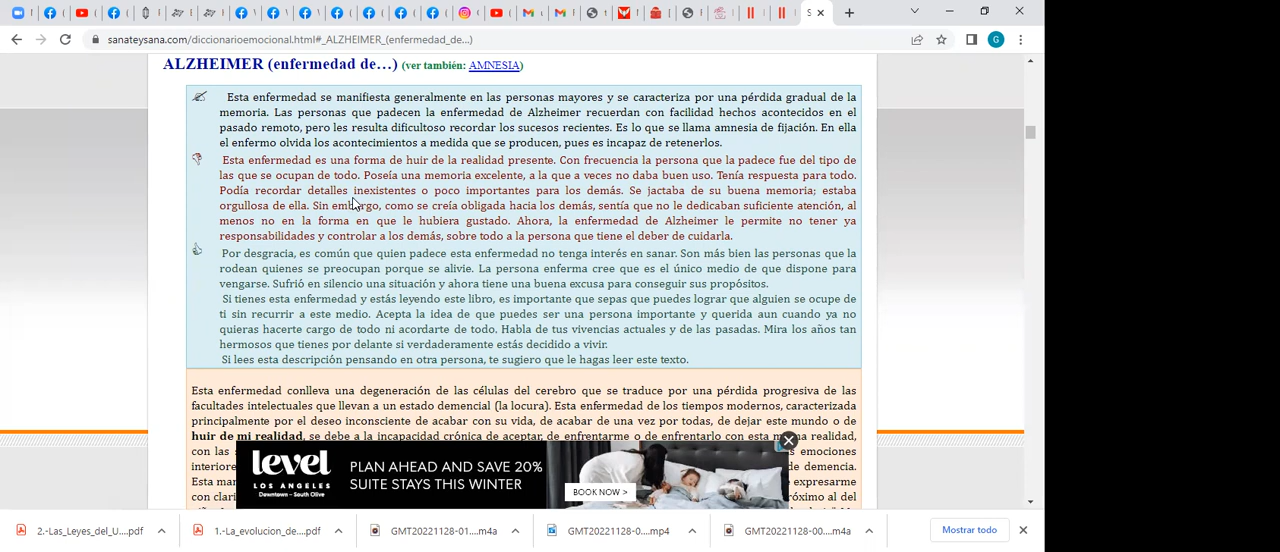 sanateysana.com/diccionarioemocional.html#_ALZHEIMER_(enfermedad_de...)
G
ALZHEIMER (enfermedad de…) (ver también: AMNESIA)
Esta enfermedad se manifiesta generalmente en las personas mayores y se caracteriza por una pérdida gradual de la
memoria. Las personas que padecen la enfermedad de Alzheimer recuerdan con facilidad hechos acontecidos en el
pasado remoto, pero les resulta dificultoso recordar los sucesos recientes. Es lo que se llama amnesia de fijación. En ella
el enfermo olvida los acontecimientos a medida que se producen, pues es incapaz de retenerlos.
Esta enfermedad es una forma de huir de la realidad presente. Con frecuencia la persona que la padece fue del tipo de
las que se ocupan de todo. Poseía una memoria excelente, a la que a veces no daba buen uso. Tenía respuesta para todo.
Podía recordar detalles inexistentes o poco importantes para los demás. Se jactaba de su buena memoria; estaba
orgullosa de ella. Sin embargo, como se creía obligada hacia los demás, sentía que no le dedicaban suficiente atención, al
menos no en la forma en que le hubiera gustado. Ahora, la enfermedad de Alzheimer le permite no tener ya
responsabilidades y controlar a los demás, sobre todo a la persona que tiene el deber de cuidarla.
Por desgracia, es común que quien padece esta enfermedad no tenga interés en sanar. Son más bien las personas que la
rodean quienes se preocupan porque se alivie. La persona enferma cree que es el único medio de que dispone para
vengarse. Sufrió en silencio una situación y ahora tiene una buena excusa para conseguir sus propósitos.
Si tienes esta enfermedad y estás leyendo este libro, es importante que sepas que puedes lograr que alguien se ocupe de
ti sin recurrir a este medio. Acepta la idea de que puedes ser una persona importante y querida aun cuando ya no
quieras hacerte cargo de todo ni acordarte de todo. Habla de tus vivencias actuales y de las pasadas. Mira los años tan
hermosos que tienes por delante si verdaderamente estás decidido a vivir.
Si lees esta descripción pensando en otra persona, te sugiero que le hagas leer este texto.
Esta enfermedad conlleva una degeneración de las células del cerebro que se traduce por una pérdida progresiva de las
facultades intelectuales que llevan a un estado demencial (la locura). Esta enfermedad de los tiempos modernos, caracterizada
principalmente por el deseo inconsciente de acabar con su vida, de acabar de una vez por todas, de dejar este mundo o de
huir de mi realidad, se debe a la incapacidad crónica de aceptar, de enfrentarme o de enfrentarlo con esta realidad,
con las emociones
interiore de demencia.
Esta man expresarme
con clari róximo al del
level
LOS ANGELES
Downtown – South Olive
PLAN AHEAD AND SAVE 20%
SUITE STAYS THIS WINTER
BOOK NOW >
2.-Las_Leyes_del_U....pdf
1.-La_evolucion_de....pdf
GMT20221128-01....m4a
GMT20221128-0....mp4
GMT20221128-00....m4a
Mostrar todo